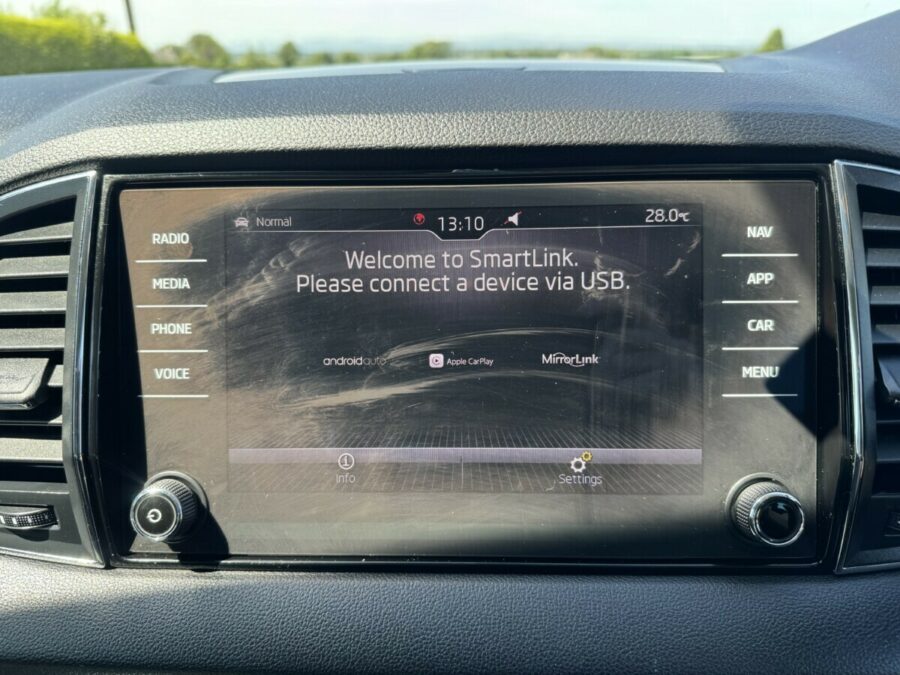 Normal
13:10
28.0°C
RADIO
MEDIA
PHONE
VOICE
Welcome to SmartLink.
Please connect a device via USB.
androidauto
Apple CarPlay
MirrorLink
Info
Settings
NAV
APP
CAR
MENU